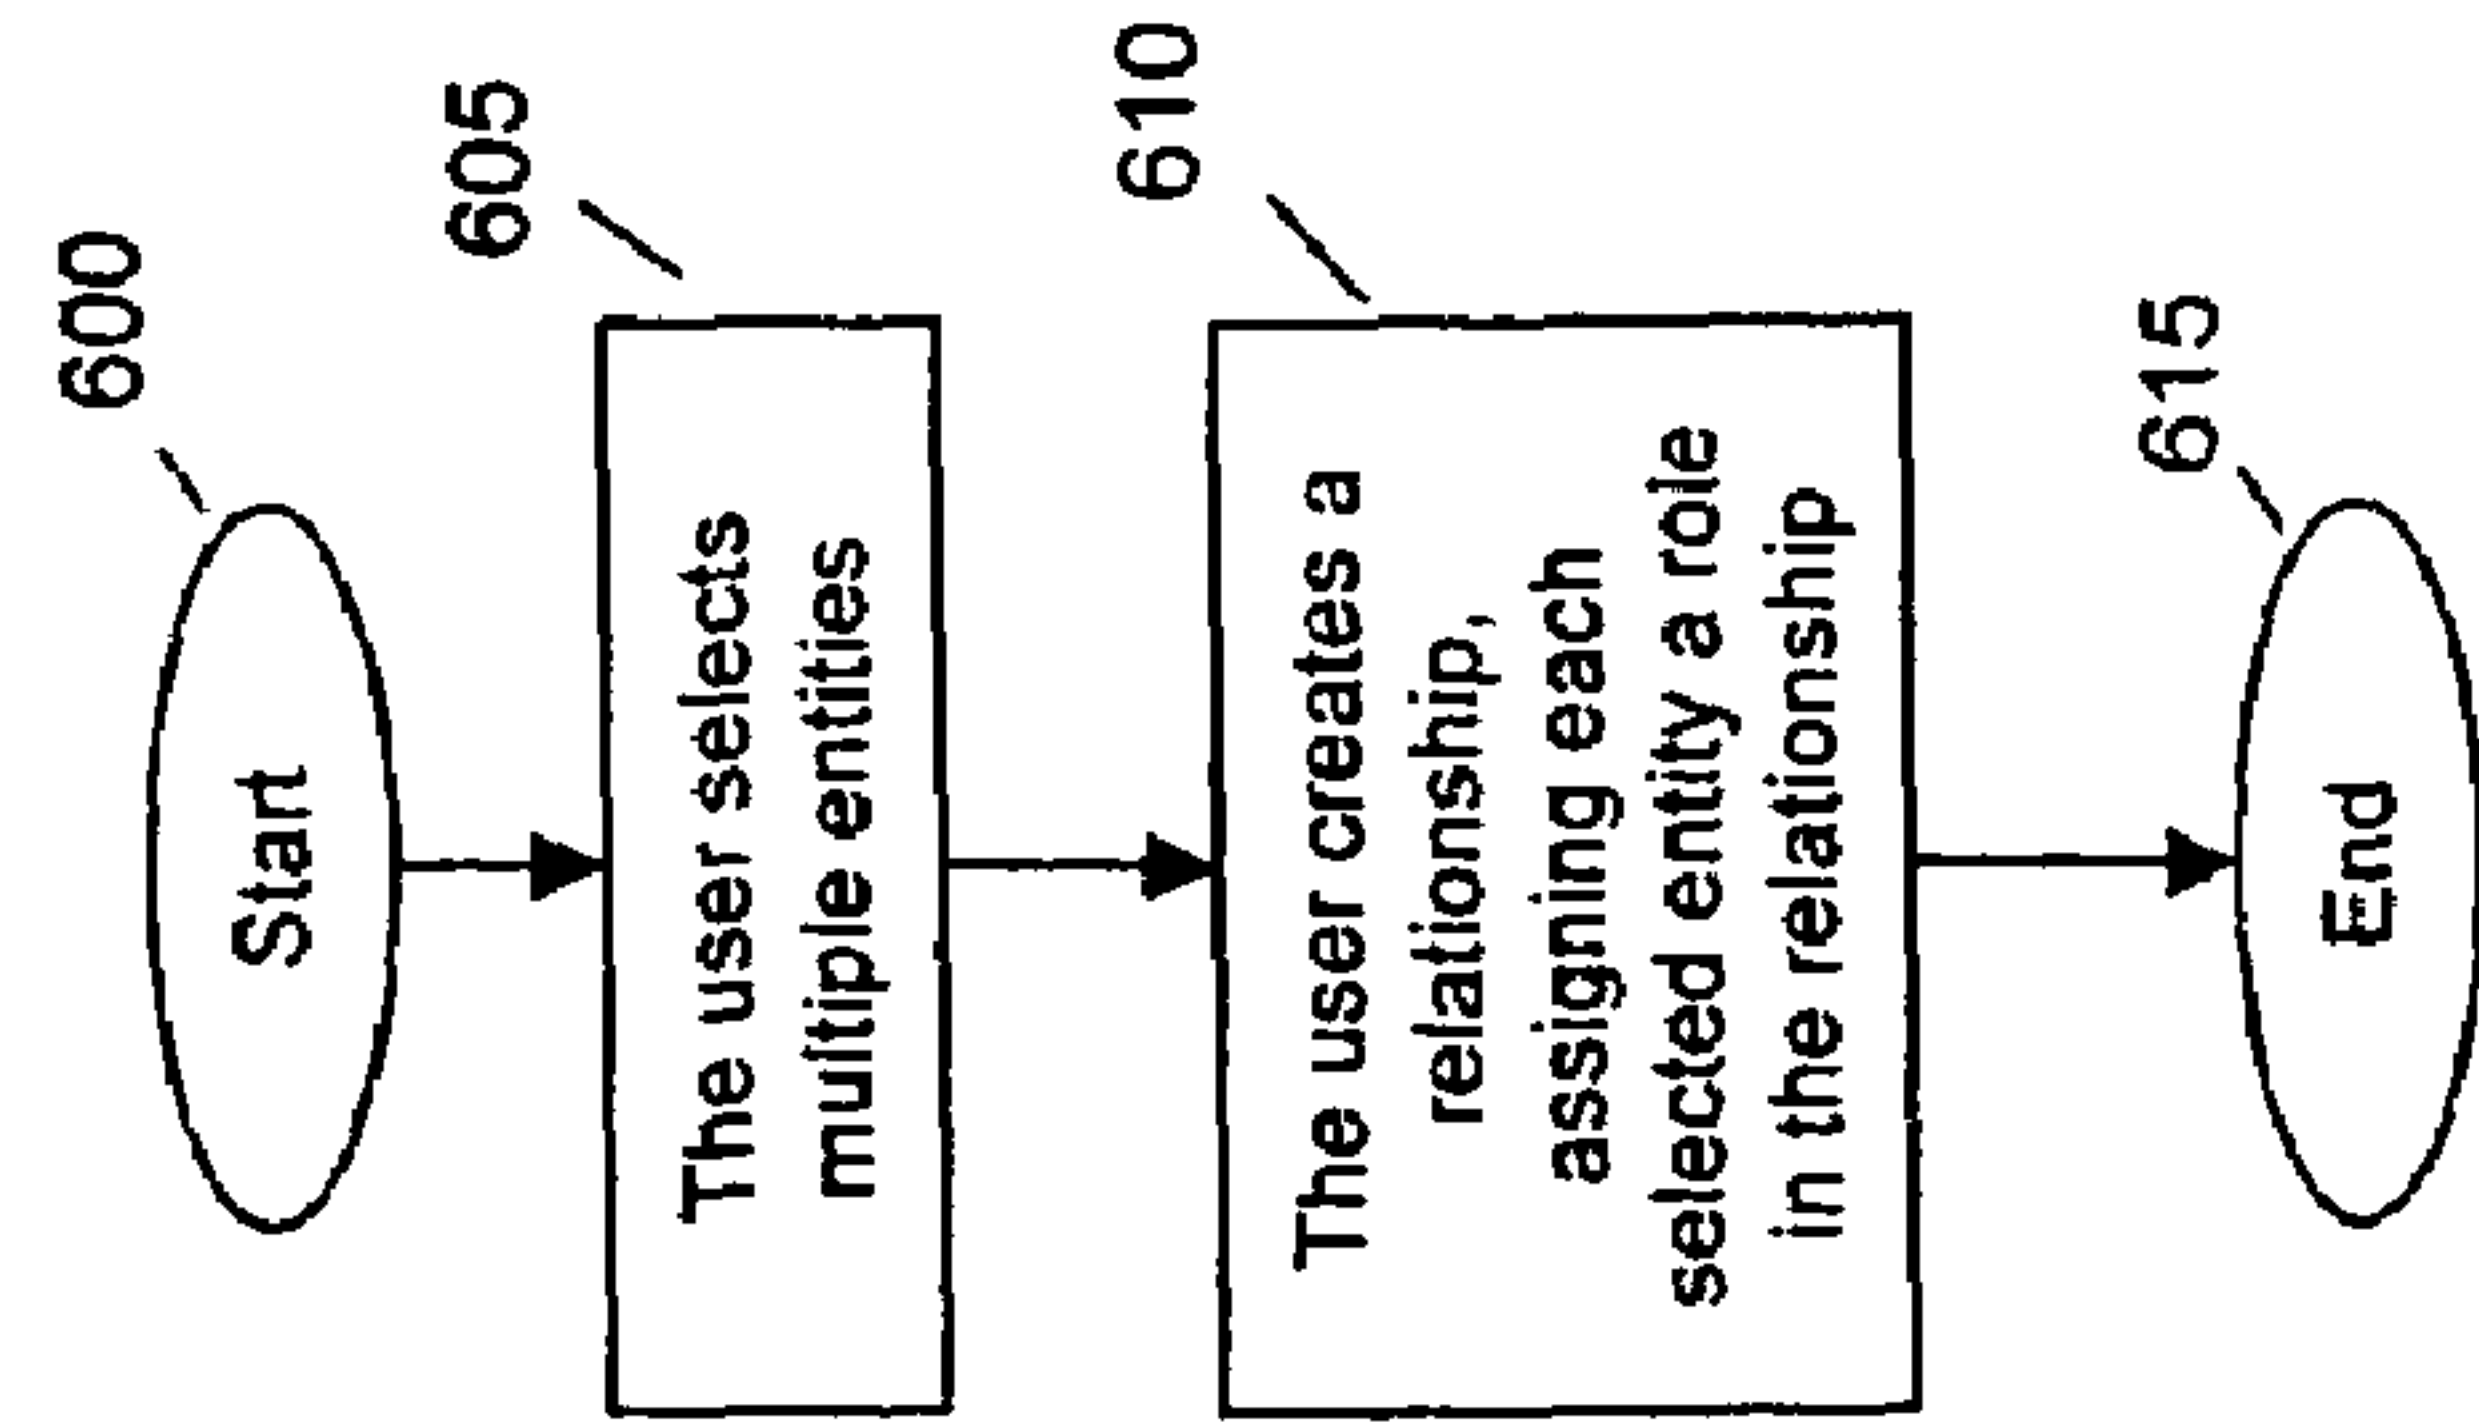 600
Start
605
The user selects
multiple entities
610
The user creates a
relationship,
assigning each
selected entity a role
in the relationship
615
End